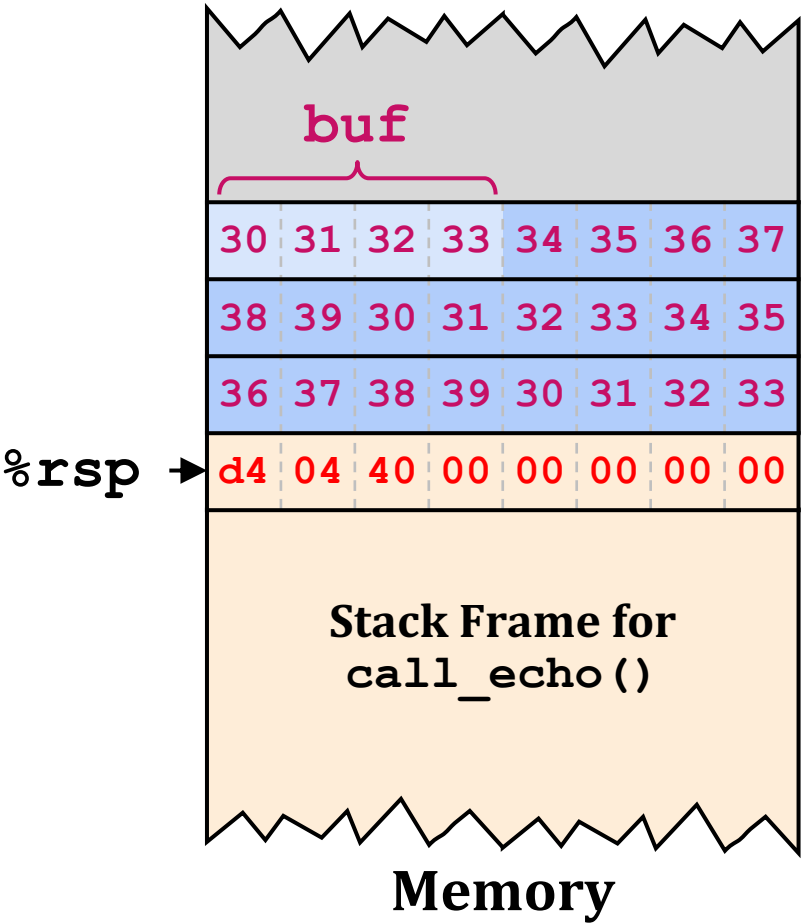 buf
30 31 32 33 34 35 36 37
38 39 30 31 32 33 34 35
36 37 38 39 30 31 32 33
%rsp d4 04 40 00 00 00 00 00
Stack Frame for
call_echo()
Memory